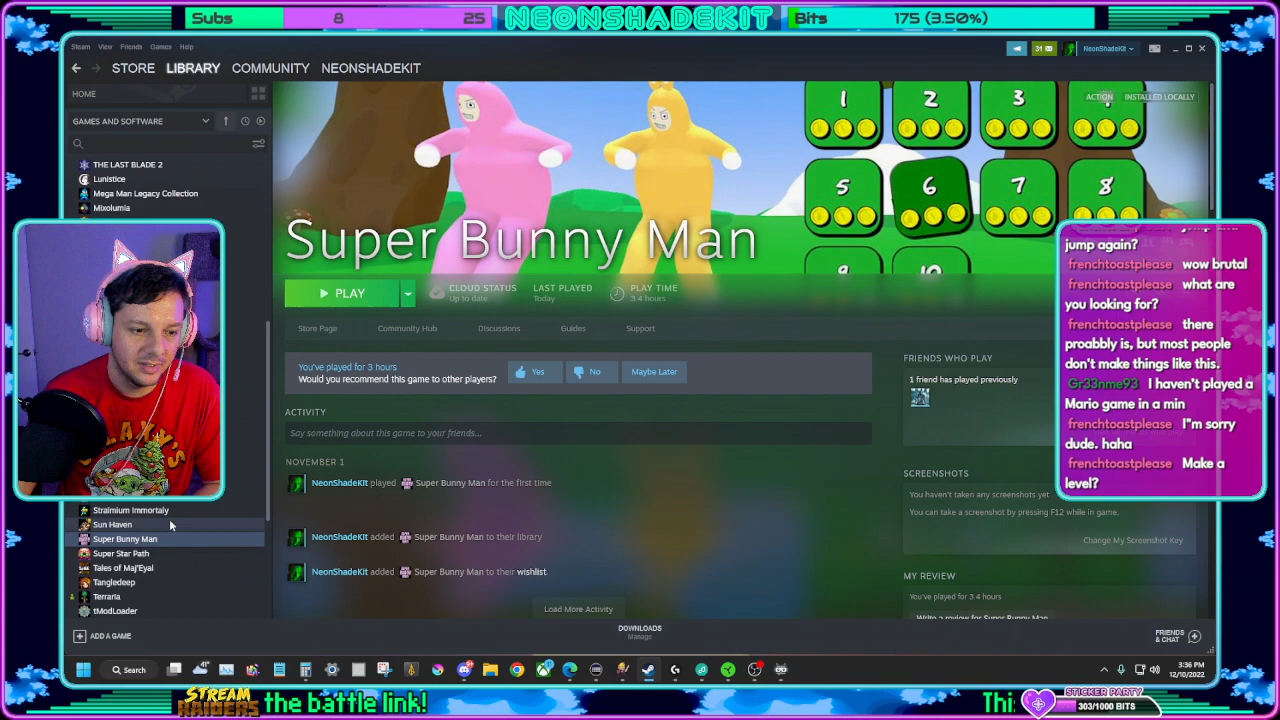 Subs
8
25
NEONSHADEKIT
Bits
175 (3.50%)
Steam View Friends Games Help
31
NeonShadeKit
STORE LIBRARY COMMUNITY NEONSHADEKIT
HOME
GAMES AND SOFTWARE
THE LAST BLADE 2
Lunistice
Mega Man Legacy Collection
Mixolumia
Straimium Immortaly
Sun Haven
Super Bunny Man
Super Star Path
Tales of Maj'Eyal
Tangledeep
Terraria
tModLoader
ADD A GAME
ACTION
INSTALLED LOCALLY
1 2 3
5 6 7 8
10
Super Bunny Man
PLAY
CLOUD STATUS
Up to date
LAST PLAYED
Today
PLAY TIME
3.4 hours
Store Page Community Hub Discussions Guides Support
You've played for 3 hours
Would you recommend this game to other players?
Yes
No
Maybe Later
ACTIVITY
Say something about this game to your friends...
NOVEMBER 1
NeonShadeKit played Super Bunny Man for the first time
NeonShadeKit added Super Bunny Man to their library
NeonShadeKit added Super Bunny Man to their wishlist
Load More Activity
FRIENDS WHO PLAY
1 friend has played previously
SCREENSHOTS
You haven't taken any screenshots yet
You can take a screenshot by pressing F12 while in game.
Change My Screenshot Key
MY REVIEW
You've played for 3.4 hours
Write a review for Super Bunny Man
DOWNLOADS
Manage
FRIENDS
& CHAT
jump again?
frenchtoastplease wow brutal
frenchtoastplease what are
you looking for?
frenchtoastplease there
proabbly is, but most people
don't make things like this.
Gr33nme93 I haven't played a
Mario game in a min
frenchtoastplease I"m sorry
dude. haha
frenchtoastplease Make a
level?
Search
3:36 PM
12/10/2022
STREAM
RAIDERS
the battle link!
Thi
STICKER PARTY
303/1000 BITS